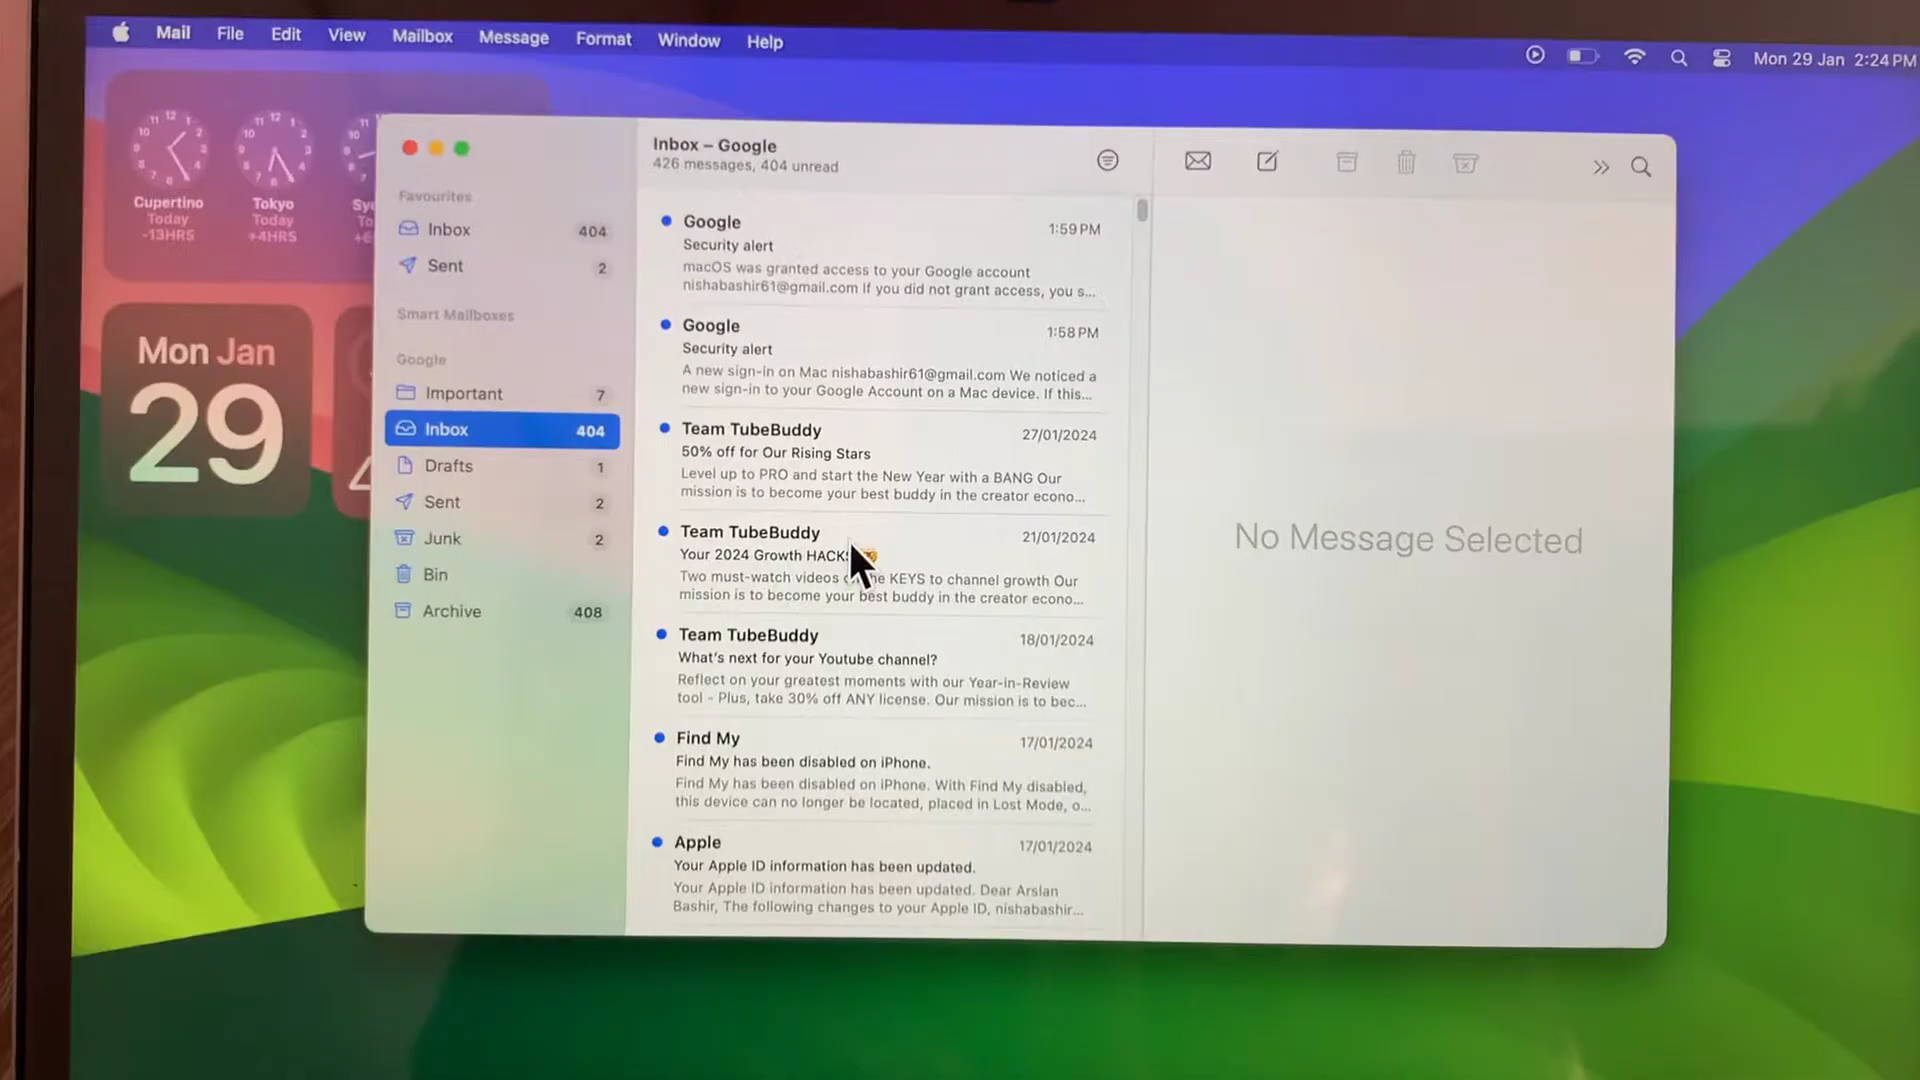 Mail File Edit View Mailbox Message Format Window Help
Mon 29 Jan 2:24 PM
Cupertino
Today
-13HRS
Tokyo
Today
+4HRS
Mon Jan
29
Favourites
Inbox 404
Sent 2
Smart Mailboxes
Google
Important 7
Inbox 404
Drafts 1
Sent 2
Junk 2
Bin
Archive 408
Inbox – Google
426 messages, 404 unread
Google 1:59 PM
Security alert
macOS was granted access to your Google account
nishabashir61@gmail.com If you did not grant access, you s...
Google 1:58 PM
Security alert
A new sign-in on Mac nishabashir61@gmail.com We noticed a
new sign-in to your Google Account on a Mac device. If this...
Team TubeBuddy 27/01/2024
50% off for Our Rising Stars
Level up to PRO and start the New Year with a BANG Our
mission is to become your best buddy in the creator econo...
Team TubeBuddy 21/01/2024
Your 2024 Growth HACKS
Two must-watch videos he KEYS to channel growth Our
mission is to become your best buddy in the creator econo...
Team TubeBuddy 18/01/2024
What's next for your Youtube channel?
Reflect on your greatest moments with our Year-in-Review
tool - Plus, take 30% off ANY license. Our mission is to bec...
Find My 17/01/2024
Find My has been disabled on iPhone.
Find My has been disabled on iPhone. With Find My disabled,
this device can no longer be located, placed in Lost Mode, o...
Apple 17/01/2024
Your Apple ID information has been updated.
Your Apple ID information has been updated. Dear Arslan
Bashir, The following changes to your Apple ID, nishabashir...
No Message Selected